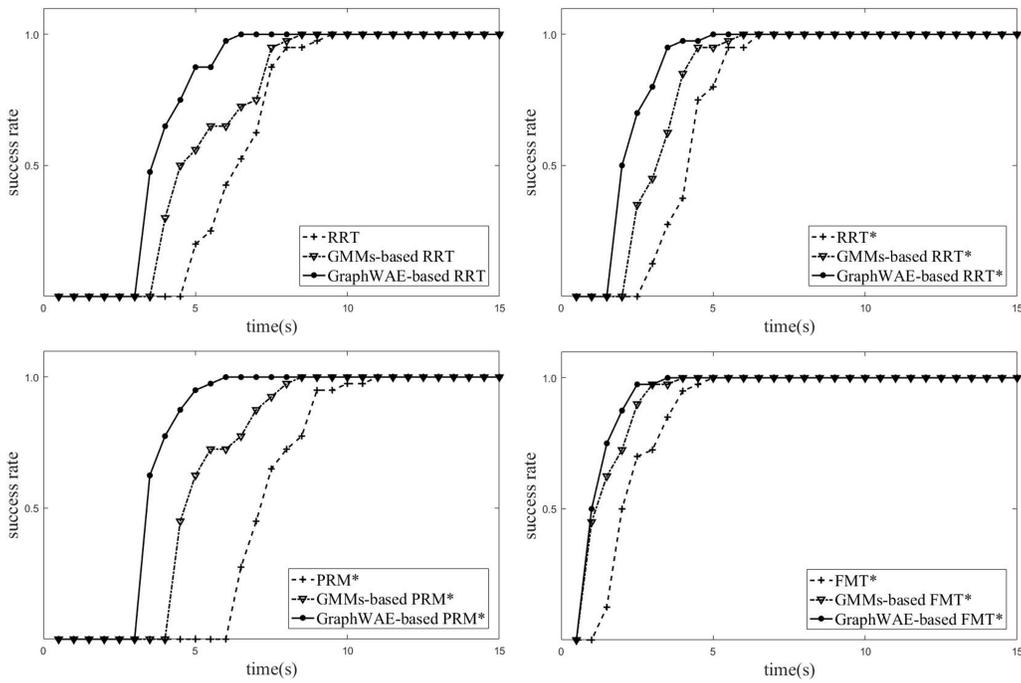 success rate
1.0
0.5
0 5 10 15
time(s)
RRT
GMMs-based RRT
GraphWAE-based RRT
success rate
1.0
0.5
0 5 10 15
time(s)
RRT*
GMMs-based RRT*
GraphWAE-based RRT*
success rate
1.0
0.5
0 5 10 15
time(s)
PRM*
GMMs-based PRM*
GraphWAE-based PRM*
success rate
1.0
0.5
0 5 10 15
time(s)
FMT*
GMMs-based FMT*
GraphWAE-based FMT*